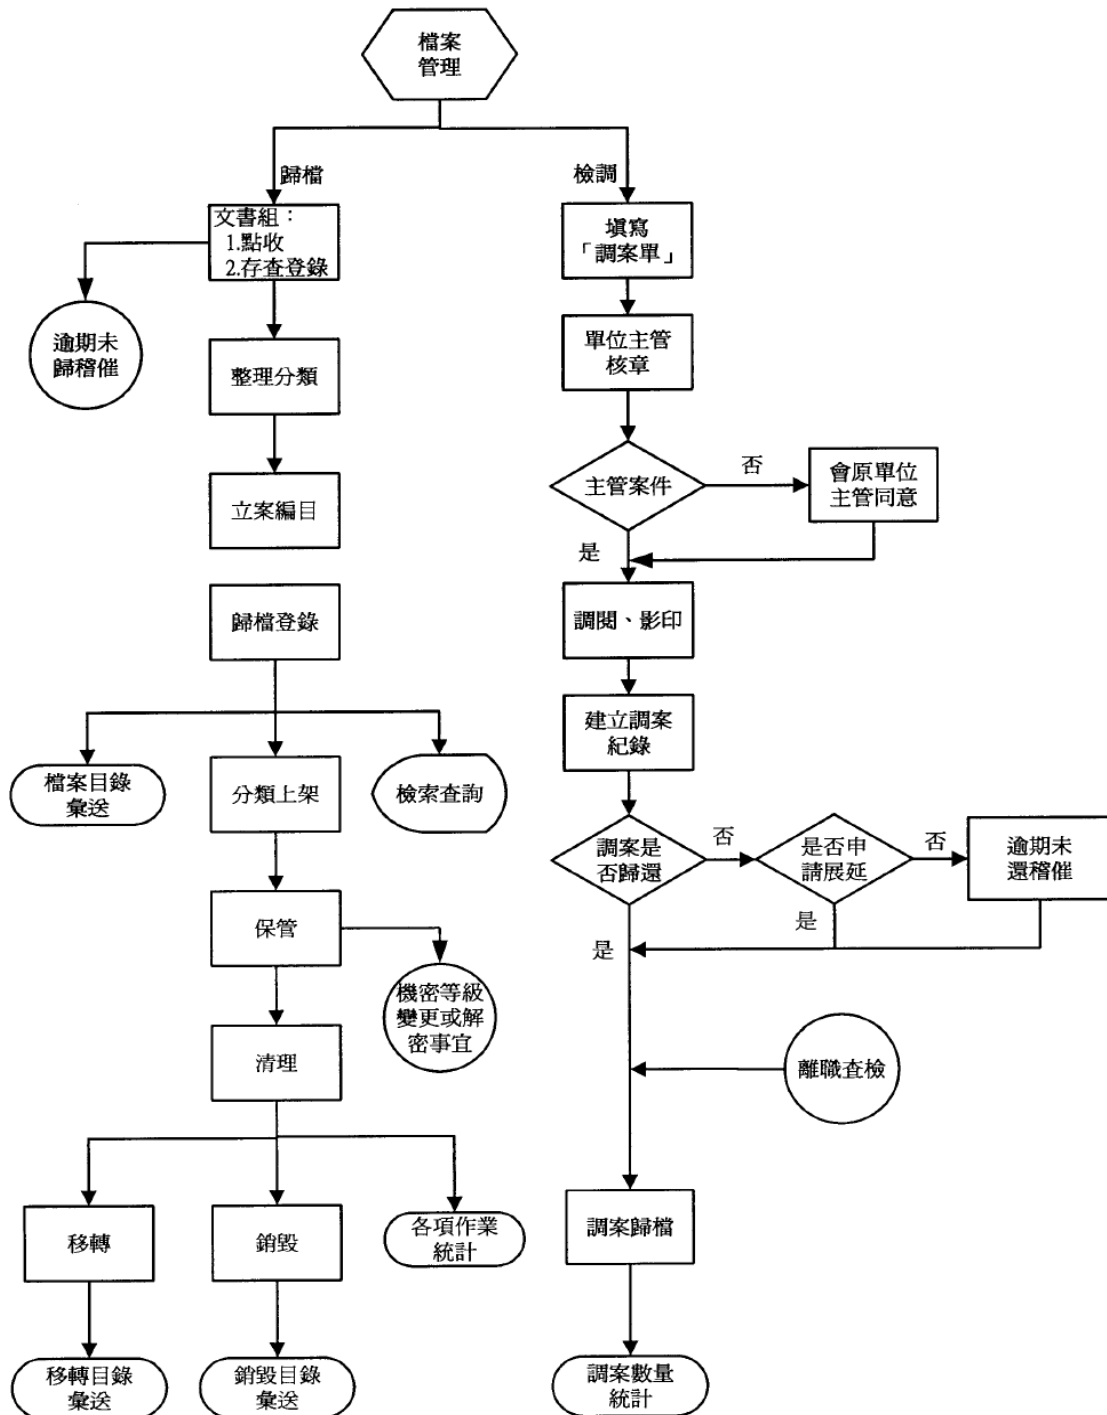 檔案
管理
歸檔
檢調
文書組：
1.點收
2.存查登錄
逾期未
歸稽催
整理分類
立案編目
歸檔登錄
檔案目錄
彙送
分類上架
檢索查詢
保管
機密等級
變更或解
密事宜
清理
移轉
銷毀
各項作業
統計
移轉目錄
彙送
銷毀目錄
彙送
填寫
「調案單」
單位主管
核章
主管案件
否
會原單位
主管同意
是
調閱、影印
建立調案
紀錄
調案是
否歸還
否
是否申
請展延
否
逾期未
還稽催
是
是
離職查檢
調案歸檔
調案數量
統計